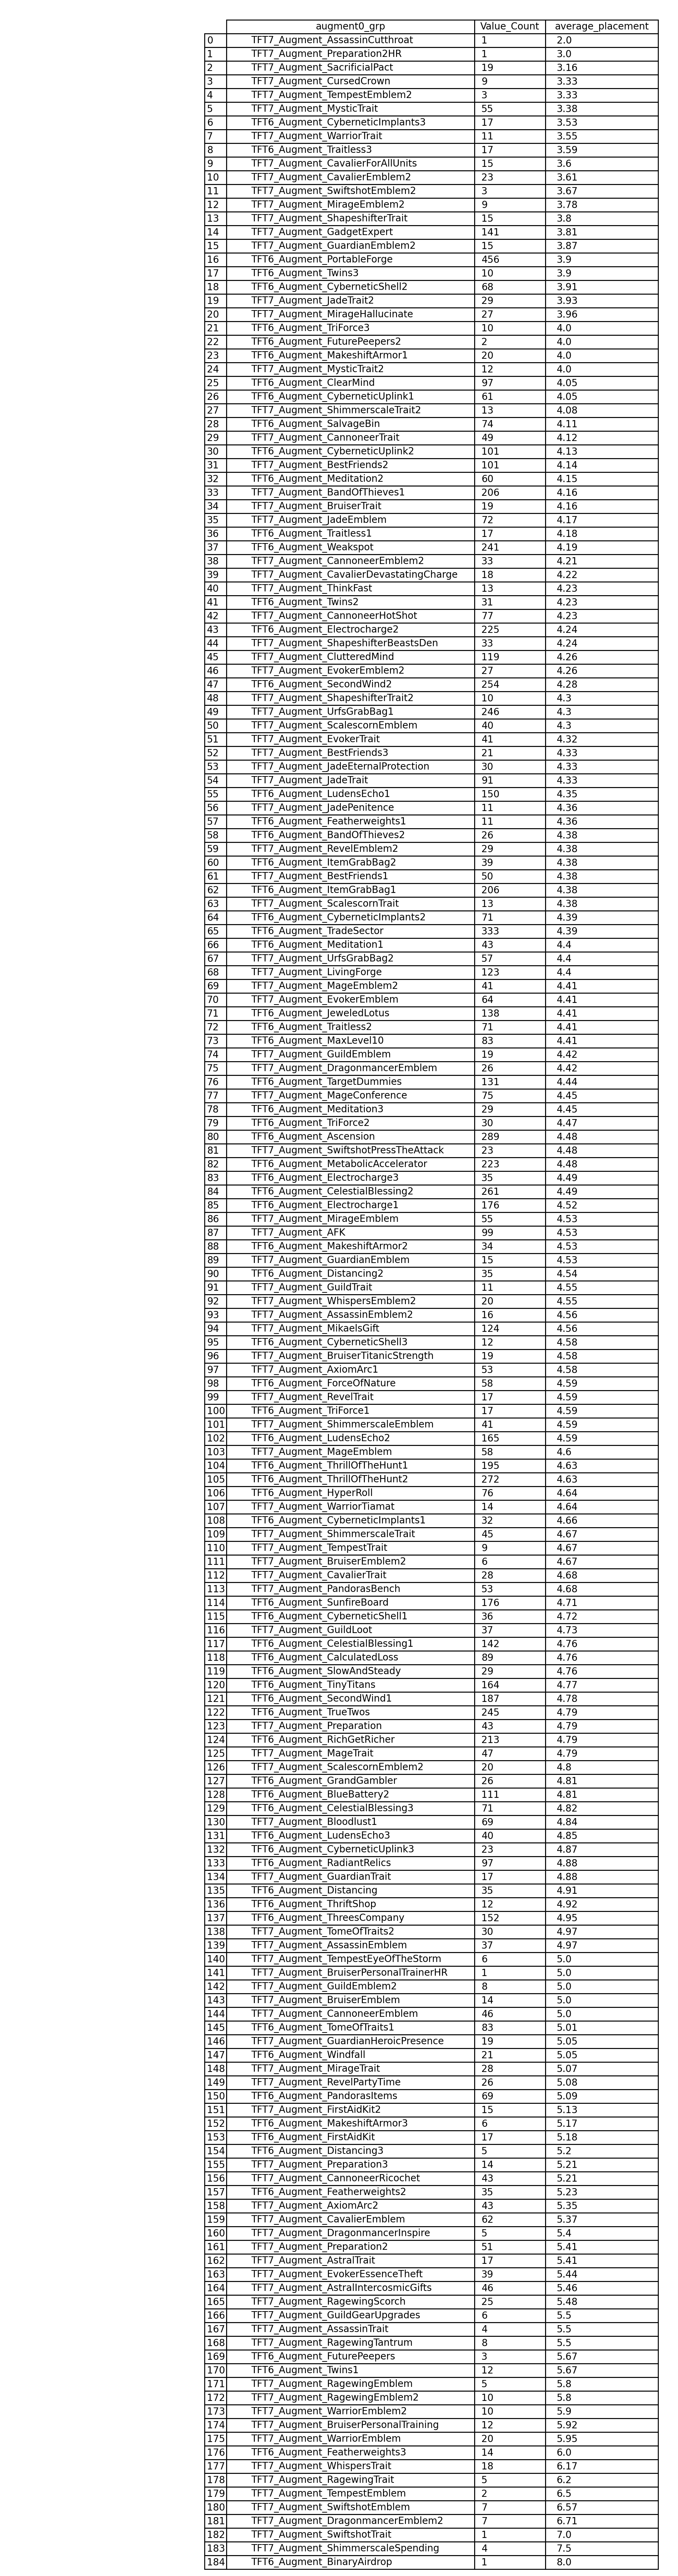 augment0_grp Value_Count average_placement
0 TFT7_Augment_AssassinCutthroat 1 2.0
1 TFT7_Augment_Preparation2HR 1 3.0
2 TFT7_Augment_SacrificialPact 19 3.16
3 TFT7_Augment_CursedCrown 9 3.33
4 TFT7_Augment_TempestEmblem2 3 3.33
5 TFT7_Augment_MysticTrait 55 3.38
6 TFT6_Augment_CyberneticImplants3 17 3.53
7 TFT7_Augment_WarriorTrait 11 3.55
8 TFT6_Augment_Traitless3 17 3.59
9 TFT7_Augment_CavalierForAllUnits 15 3.6
10 TFT7_Augment_CavalierEmblem2 23 3.61
11 TFT7_Augment_SwiftshotEmblem2 3 3.67
12 TFT7_Augment_MirageEmblem2 9 3.78
13 TFT7_Augment_ShapeshifterTrait 15 3.8
14 TFT7_Augment_GadgetExpert 141 3.81
15 TFT7_Augment_GuardianEmblem2 15 3.87
16 TFT6_Augment_PortableForge 456 3.9
17 TFT6_Augment_Twins3 10 3.9
18 TFT6_Augment_CyberneticShell2 68 3.91
19 TFT7_Augment_JadeTrait2 29 3.93
20 TFT7_Augment_MirageHallucinate 27 3.96
21 TFT6_Augment_TriForce3 10 4.0
22 TFT7_Augment_FuturePeepers2 2 4.0
23 TFT6_Augment_MakeshiftArmor1 20 4.0
24 TFT7_Augment_MysticTrait2 12 4.0
25 TFT6_Augment_ClearMind 97 4.05
26 TFT6_Augment_CyberneticUplink1 61 4.05
27 TFT7_Augment_ShimmerscaleTrait2 13 4.08
28 TFT6_Augment_SalvageBin 74 4.11
29 TFT7_Augment_CannoneerTrait 49 4.12
30 TFT6_Augment_CyberneticUplink2 101 4.13
31 TFT7_Augment_BestFriends2 101 4.14
32 TFT6_Augment_Meditation2 60 4.15
33 TFT7_Augment_BandOfThieves1 206 4.16
34 TFT7_Augment_BruiserTrait 19 4.16
35 TFT7_Augment_JadeEmblem 72 4.17
36 TFT6_Augment_Traitless1 17 4.18
37 TFT6_Augment_Weakspot 241 4.19
38 TFT7_Augment_CannoneerEmblem2 33 4.21
39 TFT7_Augment_CavalierDevastatingCharge 18 4.22
40 TFT7_Augment_ThinkFast 13 4.23
41 TFT6_Augment_Twins2 31 4.23
42 TFT7_Augment_CannoneerHotShot 77 4.23
43 TFT6_Augment_Electrocharge2 225 4.24
44 TFT7_Augment_ShapeshifterBeastsDen 33 4.24
45 TFT7_Augment_ClutteredMind 119 4.26
46 TFT7_Augment_EvokerEmblem2 27 4.26
47 TFT6_Augment_SecondWind2 254 4.28
48 TFT7_Augment_ShapeshifterTrait2 10 4.3
49 TFT7_Augment_UrfsGrabBag1 246 4.3
50 TFT7_Augment_ScalescornEmblem 40 4.3
51 TFT7_Augment_EvokerTrait 41 4.32
52 TFT7_Augment_BestFriends3 21 4.33
53 TFT7_Augment_JadeEternalProtection 30 4.33
54 TFT7_Augment_JadeTrait 91 4.33
55 TFT6_Augment_LudensEcho1 150 4.35
56 TFT7_Augment_JadePenitence 11 4.36
57 TFT6_Augment_Featherweights1 11 4.36
58 TFT6_Augment_BandOfThieves2 26 4.38
59 TFT7_Augment_RevelEmblem2 29 4.38
60 TFT6_Augment_ItemGrabBag2 39 4.38
61 TFT7_Augment_BestFriends1 50 4.38
62 TFT6_Augment_ItemGrabBag1 206 4.38
63 TFT7_Augment_ScalescornTrait 13 4.38
64 TFT6_Augment_CyberneticImplants2 71 4.39
65 TFT6_Augment_TradeSector 333 4.39
66 TFT6_Augment_Meditation1 43 4.4
67 TFT7_Augment_UrfsGrabBag2 57 4.4
68 TFT7_Augment_LivingForge 123 4.4
69 TFT7_Augment_MageEmblem2 41 4.41
70 TFT7_Augment_EvokerEmblem 64 4.41
71 TFT6_Augment_JeweledLotus 138 4.41
72 TFT6_Augment_Traitless2 71 4.41
73 TFT6_Augment_MaxLevel10 83 4.41
74 TFT7_Augment_GuildEmblem 19 4.42
75 TFT7_Augment_DragonmancerEmblem 26 4.42
76 TFT6_Augment_TargetDummies 131 4.44
77 TFT7_Augment_MageConference 75 4.45
78 TFT6_Augment_Meditation3 29 4.45
79 TFT6_Augment_TriForce2 30 4.47
80 TFT6_Augment_Ascension 289 4.48
81 TFT7_Augment_SwiftshotPressTheAttack 23 4.48
82 TFT6_Augment_MetabolicAccelerator 223 4.48
83 TFT6_Augment_Electrocharge3 35 4.49
84 TFT6_Augment_CelestialBlessing2 261 4.49
85 TFT6_Augment_Electrocharge1 176 4.52
86 TFT7_Augment_MirageEmblem 55 4.53
87 TFT7_Augment_AFK 99 4.53
88 TFT6_Augment_MakeshiftArmor2 34 4.53
89 TFT7_Augment_GuardianEmblem 15 4.53
90 TFT6_Augment_Distancing2 35 4.54
91 TFT7_Augment_GuildTrait 11 4.55
92 TFT7_Augment_WhispersEmblem2 20 4.55
93 TFT7_Augment_AssassinEmblem2 16 4.56
94 TFT7_Augment_MikaelsGift 124 4.56
95 TFT6_Augment_CyberneticShell3 12 4.58
96 TFT7_Augment_BruiserTitanicStrength 19 4.58
97 TFT7_Augment_AxiomArc1 53 4.58
98 TFT6_Augment_ForceOfNature 58 4.59
99 TFT7_Augment_RevelTrait 17 4.59
100 TFT6_Augment_TriForce1 17 4.59
101 TFT7_Augment_ShimmerscaleEmblem 41 4.59
102 TFT6_Augment_LudensEcho2 165 4.59
103 TFT7_Augment_MageEmblem 58 4.6
104 TFT6_Augment_ThrillOfTheHunt1 195 4.63
105 TFT6_Augment_ThrillOfTheHunt2 272 4.63
106 TFT6_Augment_HyperRoll 76 4.64
107 TFT7_Augment_WarriorTiamat 14 4.64
108 TFT6_Augment_CyberneticImplants1 32 4.66
109 TFT7_Augment_ShimmerscaleTrait 45 4.67
110 TFT7_Augment_TempestTrait 9 4.67
111 TFT7_Augment_BruiserEmblem2 6 4.67
112 TFT7_Augment_CavalierTrait 28 4.68
113 TFT7_Augment_PandorasBench 53 4.68
114 TFT6_Augment_SunfireBoard 176 4.71
115 TFT6_Augment_CyberneticShell1 36 4.72
116 TFT7_Augment_GuildLoot 37 4.73
117 TFT6_Augment_CelestialBlessing1 142 4.76
118 TFT6_Augment_CalculatedLoss 89 4.76
119 TFT6_Augment_SlowAndSteady 29 4.76
120 TFT6_Augment_TinyTitans 164 4.77
121 TFT6_Augment_SecondWind1 187 4.78
122 TFT6_Augment_TrueTwos 245 4.79
123 TFT7_Augment_Preparation 43 4.79
124 TFT6_Augment_RichGetRicher 213 4.79
125 TFT7_Augment_MageTrait 47 4.79
126 TFT7_Augment_ScalescornEmblem2 20 4.8
127 TFT6_Augment_GrandGambler 26 4.81
128 TFT6_Augment_BlueBattery2 111 4.81
129 TFT6_Augment_CelestialBlessing3 71 4.82
130 TFT7_Augment_Bloodlust1 69 4.84
131 TFT6_Augment_LudensEcho3 40 4.85
132 TFT6_Augment_CyberneticUplink3 23 4.87
133 TFT6_Augment_RadiantRelics 97 4.88
134 TFT7_Augment_GuardianTrait 17 4.88
135 TFT6_Augment_Distancing 35 4.91
136 TFT6_Augment_ThriftShop 12 4.92
137 TFT6_Augment_ThreesCompany 152 4.95
138 TFT7_Augment_TomeOfTraits2 30 4.97
139 TFT7_Augment_AssassinEmblem 37 4.97
140 TFT7_Augment_TempestEyeOfTheStorm 6 5.0
141 TFT7_Augment_BruiserPersonalTrainerHR 1 5.0
142 TFT7_Augment_GuildEmblem2 8 5.0
143 TFT7_Augment_BruiserEmblem 14 5.0
144 TFT7_Augment_CannoneerEmblem 46 5.0
145 TFT6_Augment_TomeOfTraits1 83 5.01
146 TFT7_Augment_GuardianHeroicPresence 19 5.05
147 TFT6_Augment_Windfall 21 5.05
148 TFT7_Augment_MirageTrait 28 5.07
149 TFT7_Augment_RevelPartyTime 26 5.08
150 TFT6_Augment_PandorasItems 69 5.09
151 TFT7_Augment_FirstAidKit2 15 5.13
152 TFT6_Augment_MakeshiftArmor3 6 5.17
153 TFT6_Augment_FirstAidKit 17 5.18
154 TFT6_Augment_Distancing3 5 5.2
155 TFT7_Augment_Preparation3 14 5.21
156 TFT7_Augment_CannoneerRicochet 43 5.21
157 TFT6_Augment_Featherweights2 35 5.23
158 TFT7_Augment_AxiomArc2 43 5.35
159 TFT7_Augment_CavalierEmblem 62 5.37
160 TFT7_Augment_DragonmancerInspire 5 5.4
161 TFT7_Augment_Preparation2 51 5.41
162 TFT7_Augment_AstralTrait 17 5.41
163 TFT7_Augment_EvokerEssenceTheft 39 5.44
164 TFT7_Augment_AstralIntercosmicGifts 46 5.46
165 TFT7_Augment_RagewingScorch 25 5.48
166 TFT7_Augment_GuildGearUpgrades 6 5.5
167 TFT7_Augment_AssassinTrait 4 5.5
168 TFT7_Augment_RagewingTantrum 8 5.5
169 TFT7_Augment_FuturePeepers 3 5.67
170 TFT6_Augment_Twins1 12 5.67
171 TFT7_Augment_RagewingEmblem 5 5.8
172 TFT7_Augment_RagewingEmblem2 10 5.8
173 TFT7_Augment_WarriorEmblem2 10 5.9
174 TFT7_Augment_BruiserPersonalTraining 12 5.92
175 TFT7_Augment_WarriorEmblem 20 5.95
176 TFT6_Augment_Featherweights3 14 6.0
177 TFT7_Augment_WhispersTrait 18 6.17
178 TFT7_Augment_RagewingTrait 5 6.2
179 TFT7_Augment_TempestEmblem 2 6.5
180 TFT7_Augment_SwiftshotEmblem 7 6.57
181 TFT7_Augment_DragonmancerEmblem2 7 6.71
182 TFT7_Augment_SwiftshotTrait 1 7.0
183 TFT7_Augment_ShimmerscaleSpending 4 7.5
184 TFT6_Augment_BinaryAirdrop 1 8.0